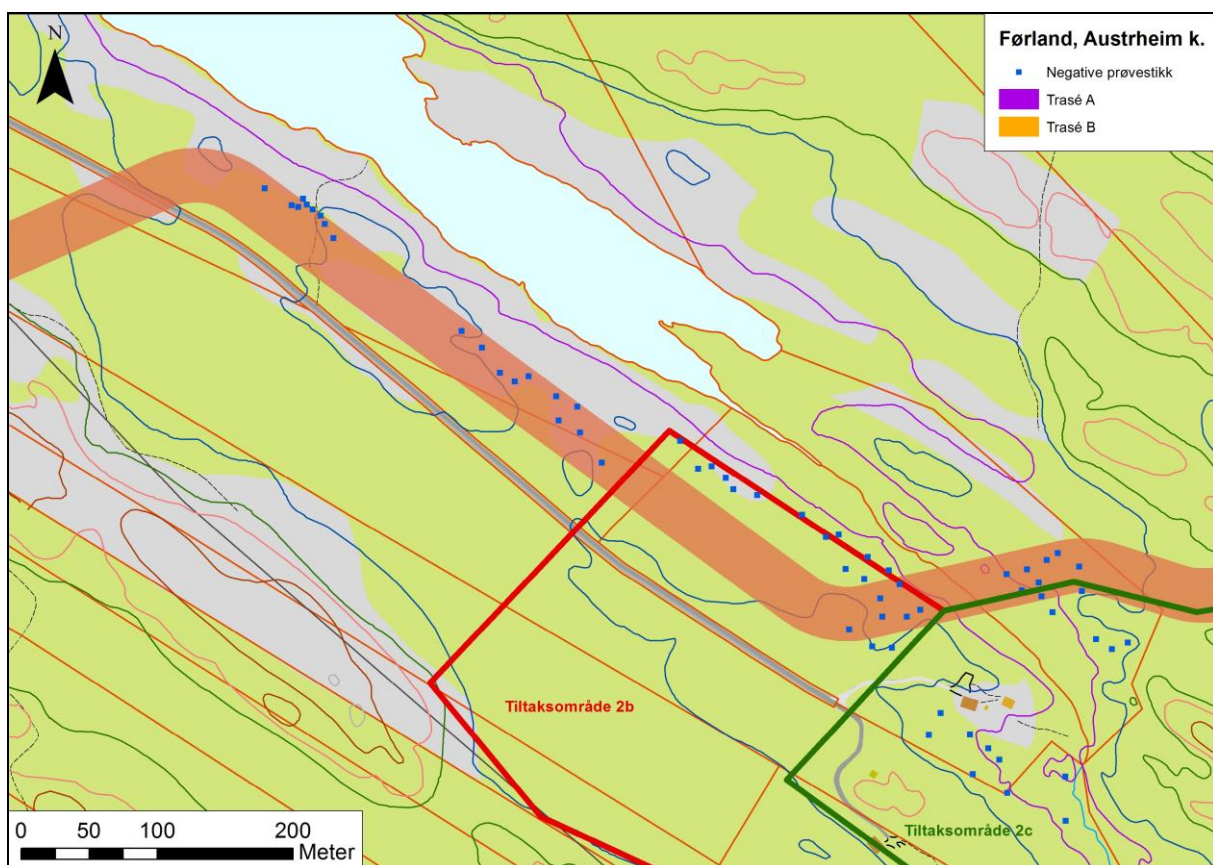 N
Førland, Austrheim k.
Negative prøvestikk
Trasé A
Trasé B
Tiltaksområde 2b
Tiltaksområde 2c
0 50 100 200
Meter